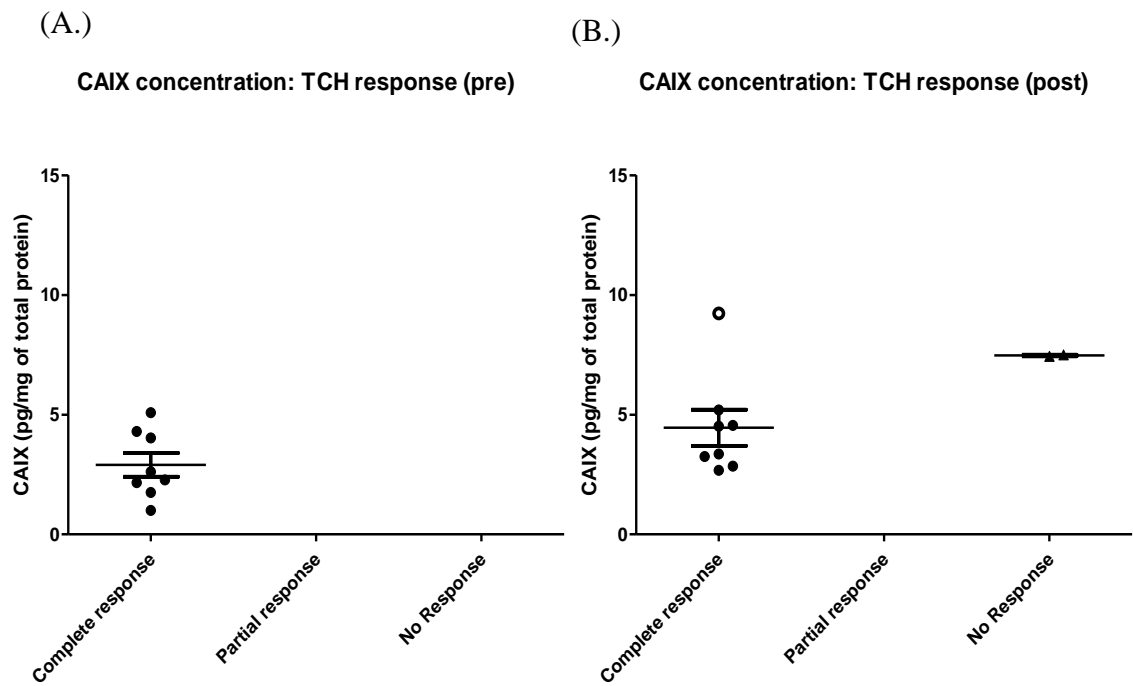 (A.)
CAIX concentration: TCH response (pre)
15
10
5
0
CAIX (pg/mg of total protein)
Complete response
Partial response
No Response
(B.)
CAIX concentration: TCH response (post)
15
10
5
0
CAIX (pg/mg of total protein)
Complete response
Partial response
No Response